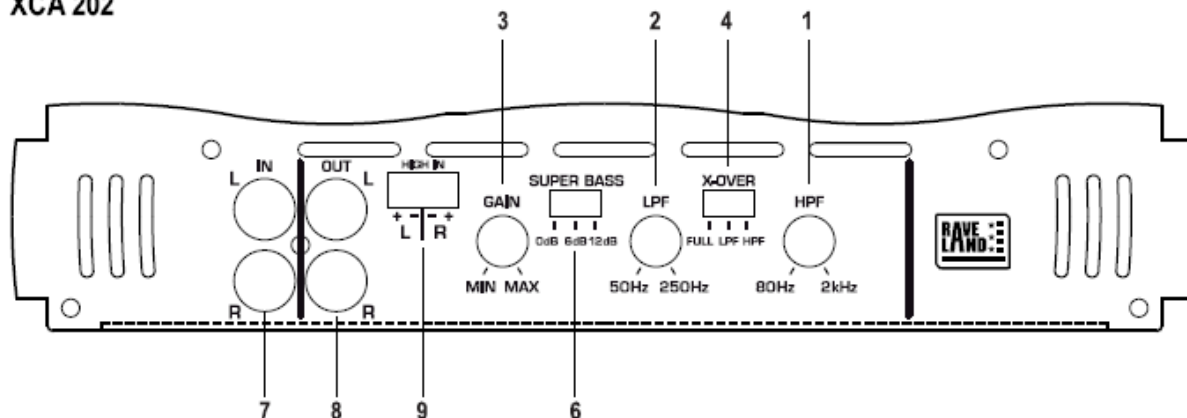 XCA 202
3 2 4 1
IN OUT HIGH IN
L L
+ - - +
L R
R R
GAIN
MIN MAX
SUPER BASS
0dB 6dB 12dB
LPF
50Hz 250Hz
X-OVER
FULL LPF HPF
HPF
80Hz 2kHz
RAVE
LAND
7 8 9 6